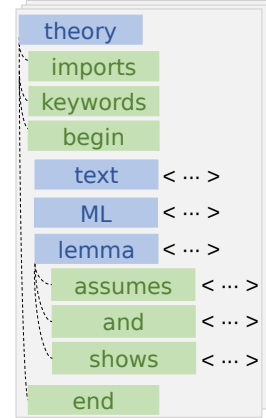 theory
imports
keywords
begin
text < ... >
ML < ... >
lemma < ... >
assumes < ... >
and < ... >
shows < ... >
end